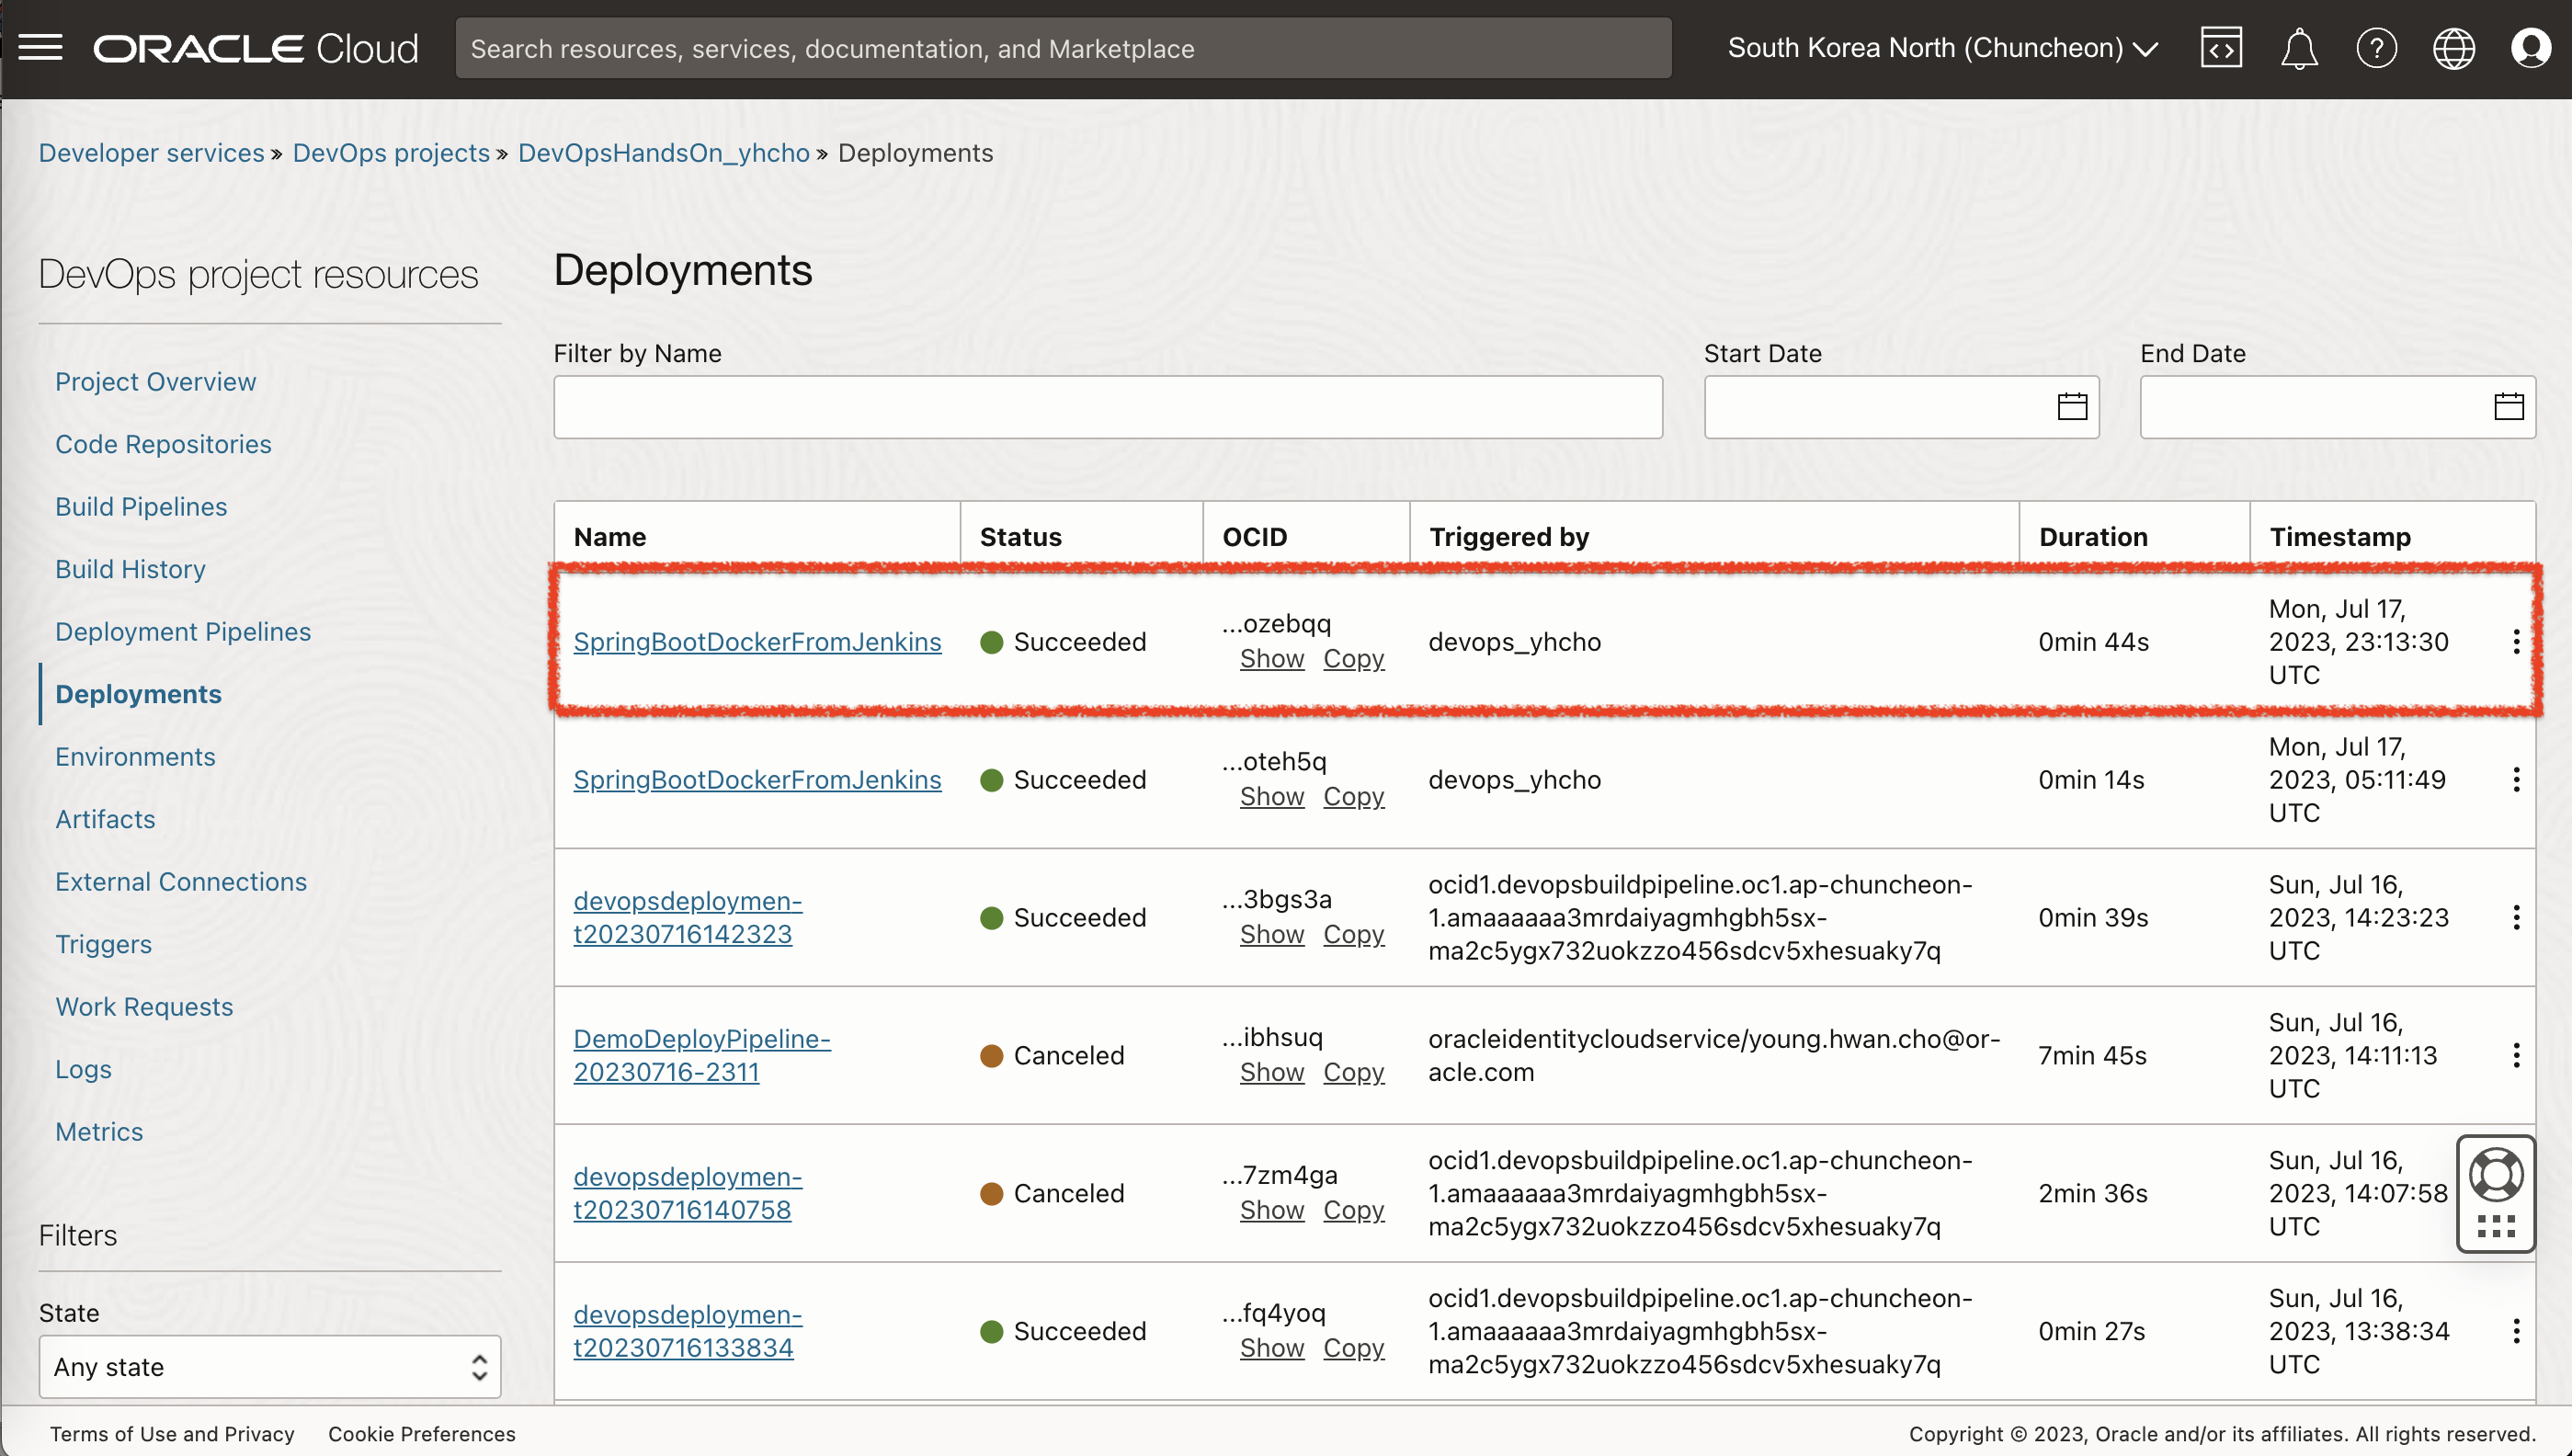 ORACLE Cloud
Search resources, services, documentation, and Marketplace
South Korea North (Chuncheon)
Developer services » DevOps projects » DevOpsHandsOn_yhcho » Deployments
DevOps project resources
Project Overview
Code Repositories
Build Pipelines
Build History
Deployment Pipelines
Deployments
Environments
Artifacts
External Connections
Triggers
Work Requests
Logs
Metrics
Filters
State
Any state
Deployments
Filter by Name
Start Date
End Date
Name Status OCID Triggered by Duration Timestamp
SpringBootDockerFromJenkins
Succeeded
...ozebqq
Show Copy
devops_yhcho
0min 44s
Mon, Jul 17,
2023, 23:13:30
UTC
SpringBootDockerFromJenkins
Succeeded
...oteh5q
Show Copy
devops_yhcho
0min 14s
Mon, Jul 17,
2023, 05:11:49
UTC
devopsdeploymen-
t20230716142323
Succeeded
...3bgs3a
Show Copy
ocid1.devopsbuildpipeline.oc1.ap-chuncheon-
1.amaaaaaa3mrdaiyagmhgbh5sx-
ma2c5ygx732uokzzo456sdcv5xhesuaky7q
0min 39s
Sun, Jul 16,
2023, 14:23:23
UTC
DemoDeployPipeline-
20230716-2311
Canceled
...ibhsuq
Show Copy
oracleidentitycloudservice/young.hwan.cho@or-
acle.com
7min 45s
Sun, Jul 16,
2023, 14:11:13
UTC
devopsdeploymen-
t20230716140758
Canceled
...7zm4ga
Show Copy
ocid1.devopsbuildpipeline.oc1.ap-chuncheon-
1.amaaaaaa3mrdaiyagmhgbh5sx-
ma2c5ygx732uokzzo456sdcv5xhesuaky7q
2min 36s
Sun, Jul 16,
2023, 14:07:58
UTC
devopsdeploymen-
t20230716133834
Succeeded
...fq4yoq
Show Copy
ocid1.devopsbuildpipeline.oc1.ap-chuncheon-
1.amaaaaaa3mrdaiyagmhgbh5sx-
ma2c5ygx732uokzzo456sdcv5xhesuaky7q
0min 27s
Sun, Jul 16,
2023, 13:38:34
UTC
Terms of Use and Privacy Cookie Preferences
Copyright © 2023, Oracle and/or its affiliates. All rights reserved.